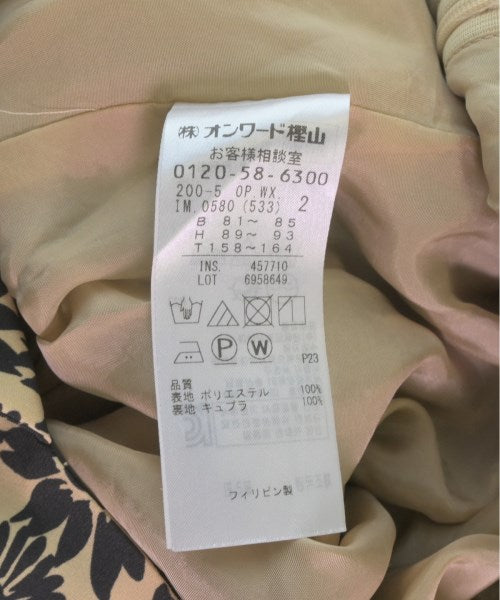 ㈱オンワード樫山
お客様相談室
0120-58-6300
200-5 OP.WX.
IM.0580 (533) 2
B 81～ 85
H 89～ 93
T 158～164
INS. 457710
LOT 6958649
P W
P23
品質
表地 ポリエステル 100%
裏地 キュプラ 100%
フィリピン製